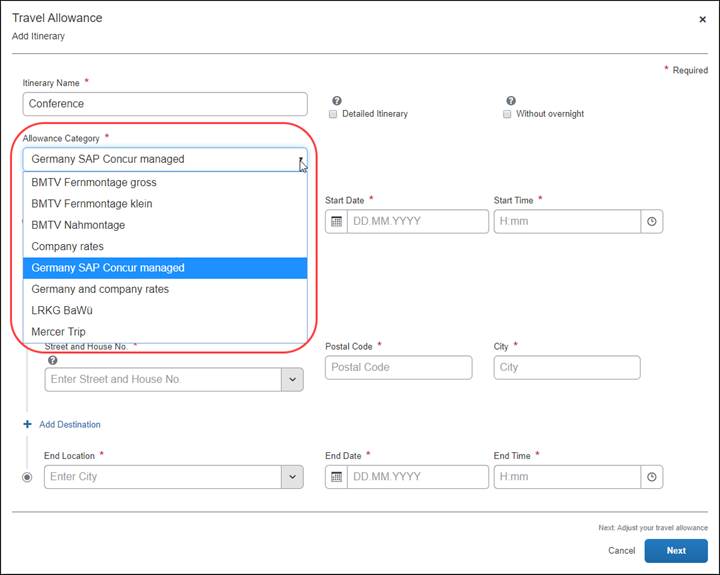 Travel Allowance
×
Add Itinerary
* Required
Itinerary Name *
Conference
? Detailed Itinerary
? Without overnight
Allowance Category *
Germany SAP Concur managed
BMTV Fernmontage gross
BMTV Fernmontage klein
BMTV Nahmontage
Company rates
Germany SAP Concur managed
Germany and company rates
LRKG BaWü
Mercer Trip
Start Date *
DD.MM.YYYY
Start Time *
H:mm
Street and House No. *
?
Enter Street and House No.
Postal Code *
Postal Code
City *
City
+ Add Destination
End Location *
Enter City
End Date *
DD.MM.YYYY
End Time *
H:mm
Next: Adjust your travel allowance
Cancel
Next